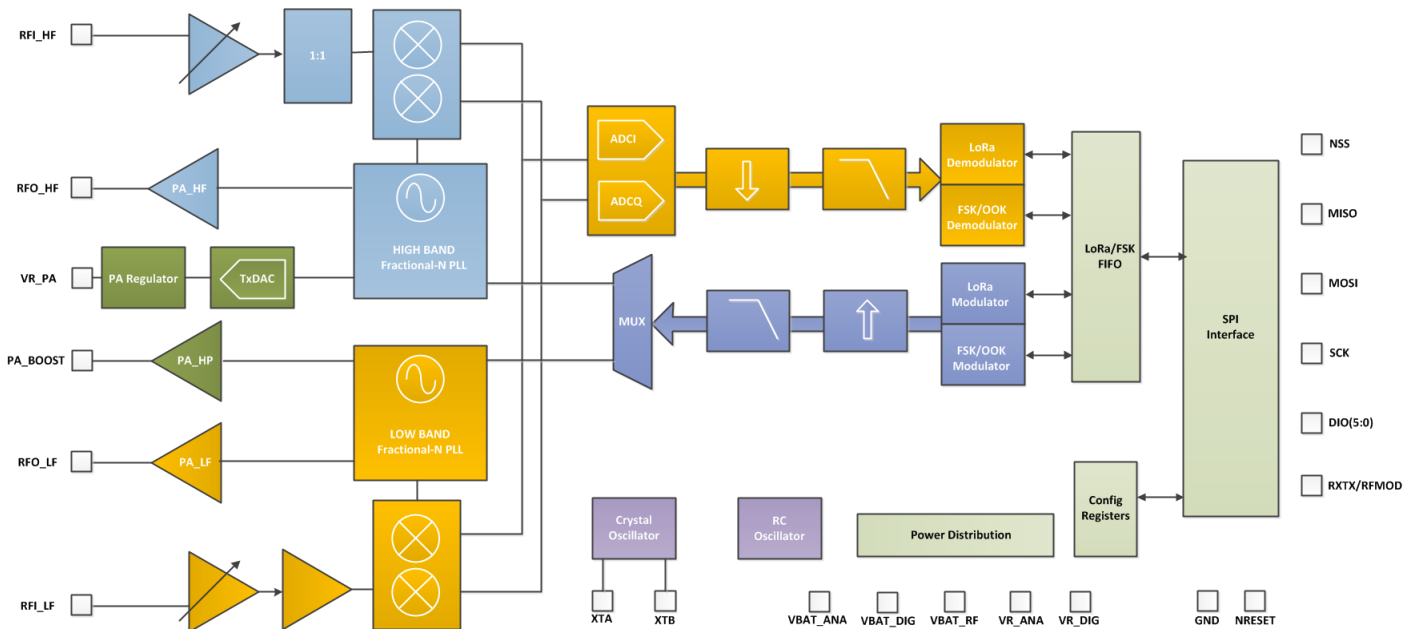 RFI_HF
1:1
RFO_HF
PA_HF
HIGH BAND
Fractional-N PLL
VR_PA
PA Regulator
TxDAC
PA_BOOST
PA_HP
LOW BAND
Fractional-N PLL
RFO_LF
PA_LF
RFI_LF
ADCI
ADCQ
LoRa
Demodulator
FSK/OOK
Demodulator
MUX
LoRa
Modulator
FSK/OOK
Modulator
LoRa/FSK
FIFO
SPI
Interface
Config
Registers
Crystal
Oscillator
RC
Oscillator
Power Distribution
NSS
MISO
MOSI
SCK
DIO(5:0)
RXTX/RFMOD
XTA
XTB
VBAT_ANA
VBAT_DIG
VBAT_RF
VR_ANA
VR_DIG
GND
NRESET